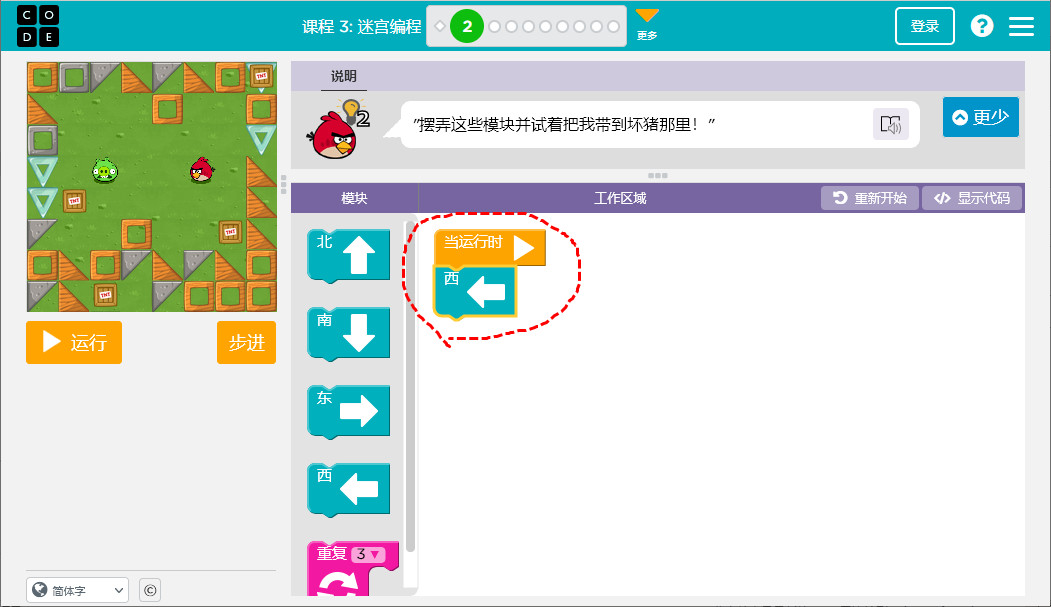 CO
DE
课程 3: 迷宫编程
2
更多
登录
?
TNT
TNT
TNT
TNT
运行
步进
简体字
©
说明
2
"摆弄这些模块并试着把我带到坏猪那里！"
更少
模块
工作区域
重新开始
</> 显示代码
北
南
东
西
重复 3
当运行时
西